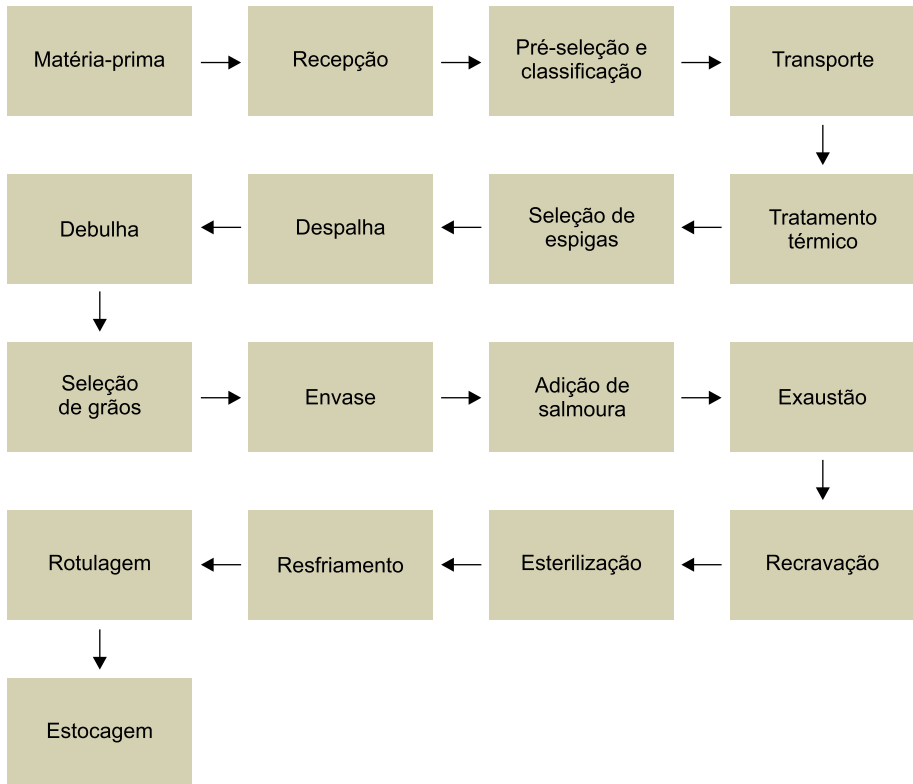 Matéria-prima
Recepção
Pré-seleção e
classificação
Transporte
Tratamento
térmico
Seleção de
espigas
Despalha
Debulha
Seleção
de grãos
Envase
Adição de
salmoura
Exaustão
Recravação
Esterilização
Resfriamento
Rotulagem
Estocagem